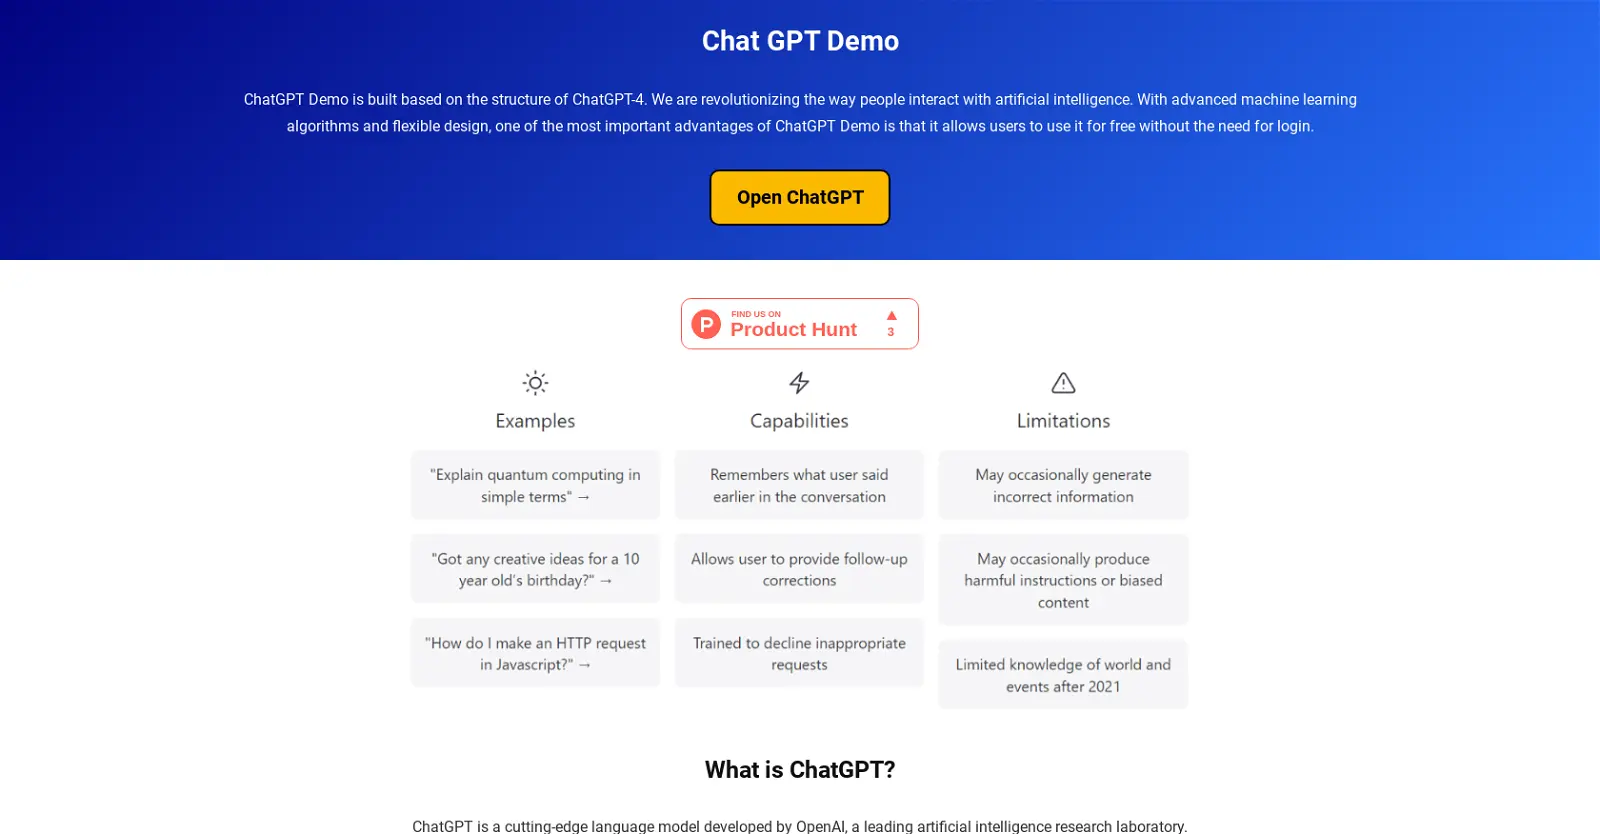 Chat GPT Demo
ChatGPT Demo is built based on the structure of ChatGPT-4. We are revolutionizing the way people interact with artificial intelligence. With advanced machine learning
algorithms and flexible design, one of the most important advantages of ChatGPT Demo is that it allows users to use it for free without the need for login.
Open ChatGPT
P
FIND US ON
Product Hunt
▲
3
Examples
"Explain quantum computing in
simple terms" →
"Got any creative ideas for a 10
year old's birthday?" →
"How do I make an HTTP request
in Javascript?" →
Capabilities
Remembers what user said
earlier in the conversation
Allows user to provide follow-up
corrections
Trained to decline inappropriate
requests
Limitations
May occasionally generate
incorrect information
May occasionally produce
harmful instructions or biased
content
Limited knowledge of world and
events after 2021
What is ChatGPT?
ChatGPT is a cutting-edge language model developed by OpenAI, a leading artificial intelligence research laboratory.